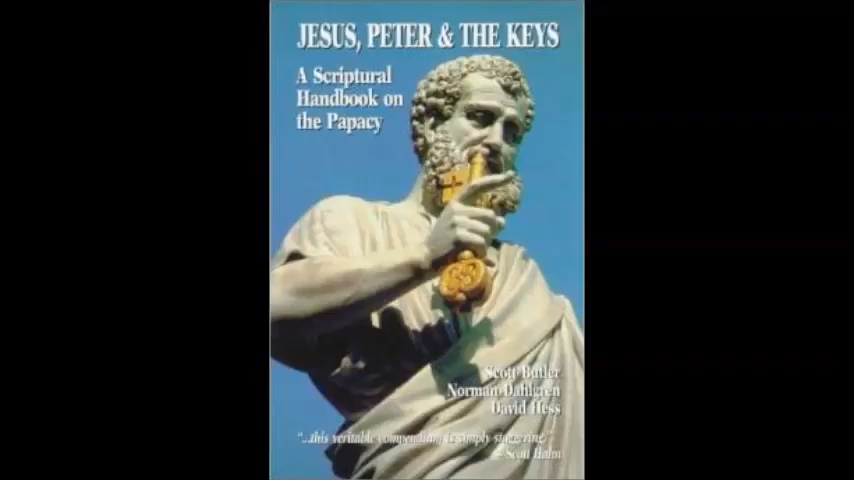 JESUS, PETER & THE KEYS
A Scriptural
Handbook on
the Papacy
Scott Butler
Norman Dahlgren
David Hess
"...this veritable compendium is simply staggering."
– Scott Hahn